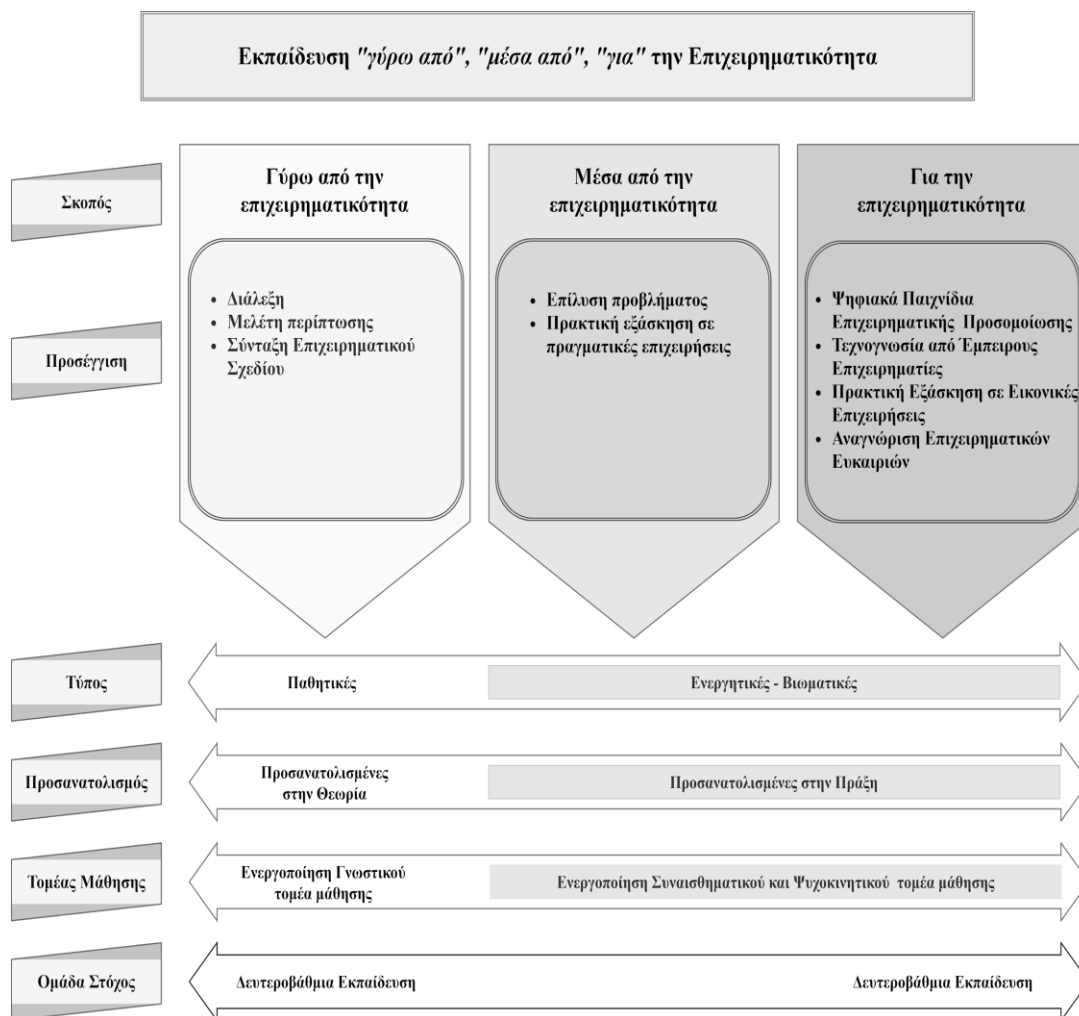 Εκπαίδευση "γύρω από", "μέσα από", "για" την Επιχειρηματικότητα
Σκοπός
Γύρω από την
επιχειρηματικότητα
Μέσα από την
επιχειρηματικότητα
Για την
επιχειρηματικότητα
Προσέγγιση
• Διάλεξη
• Μελέτη περίπτωσης
• Σύνταξη Επιχειρηματικού
Σχεδίου
• Επίλυση προβλήματος
• Πρακτική εξάσκηση σε
πραγματικές επιχειρήσεις
• Ψηφιακά Παιχνίδια
Επιχειρηματικής Προσομοίωσης
• Τεχνογνωσία από Έμπειρους
Επιχειρηματίες
• Πρακτική Εξάσκηση σε Εικονικές
Επιχειρήσεις
• Αναγνώριση Επιχειρηματικών
Ευκαιριών
Τύπος
Παθητικές
Ενεργητικές - Βιωματικές
Προσανατολισμός
Προσανατολισμένες
στην Θεωρία
Προσανατολισμένες στην Πράξη
Τομέας Μάθησης
Ενεργοποίηση Γνωστικού
τομέα μάθησης
Ενεργοποίηση Συναισθηματικού και Ψυχοκινητικού τομέα μάθησης
Ομάδα Στόχος
Δευτεροβάθμια Εκπαίδευση
Δευτεροβάθμια Εκπαίδευση